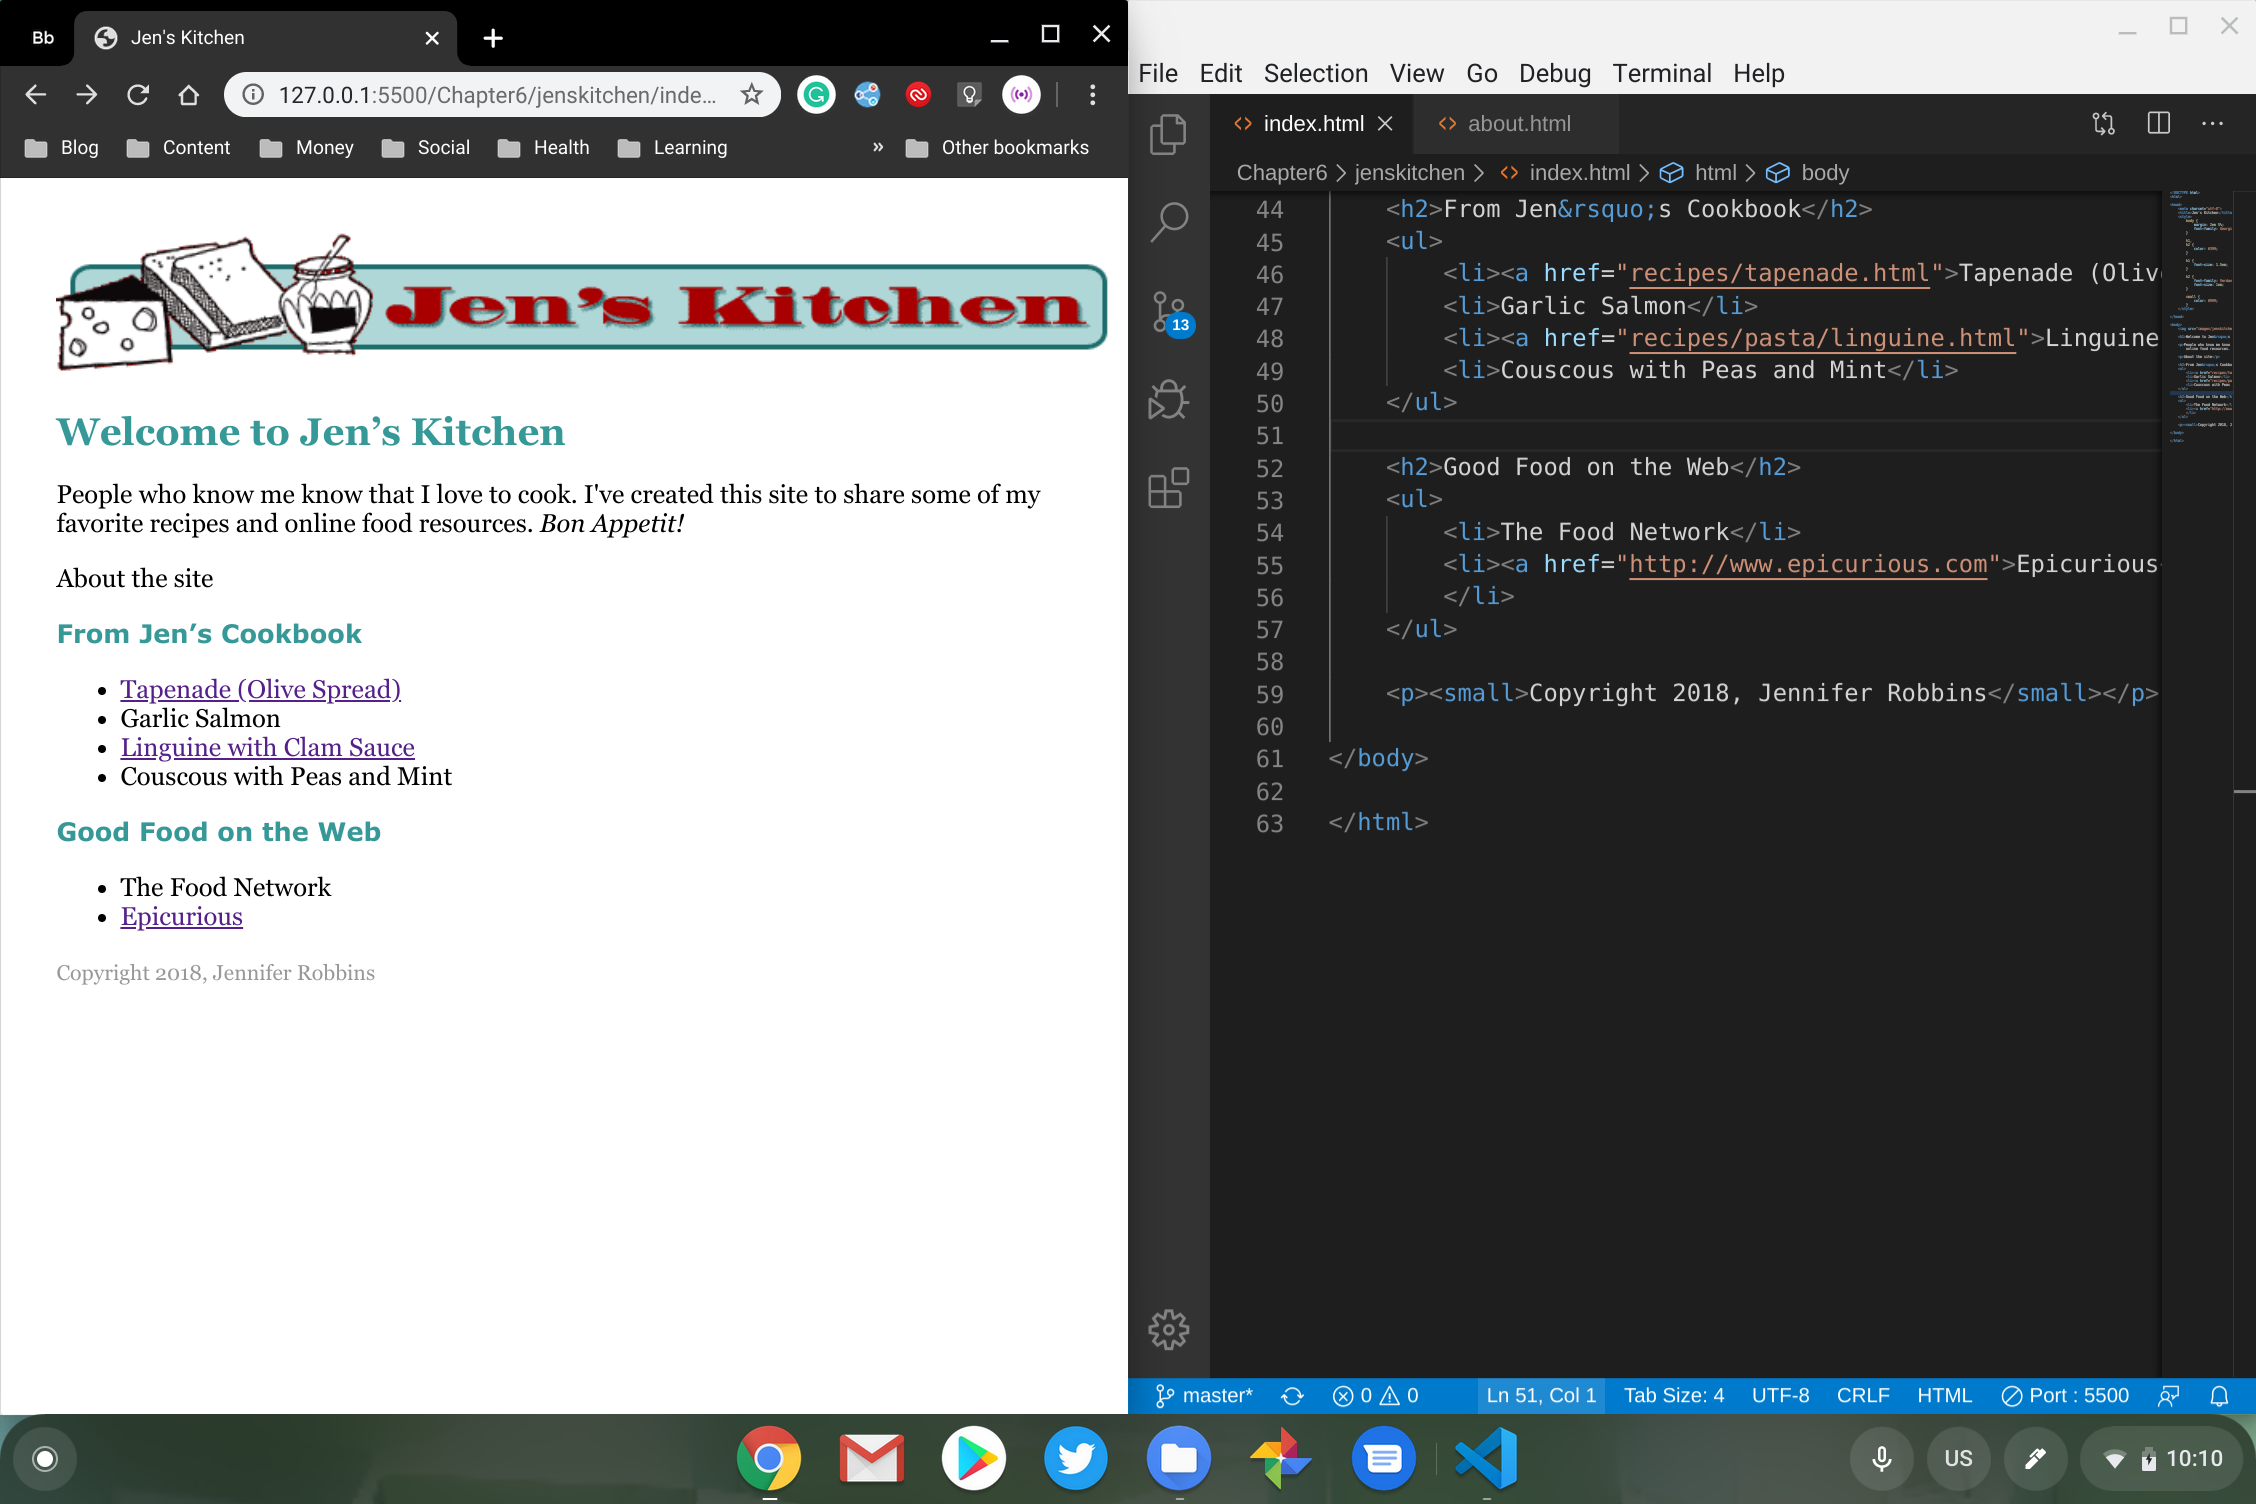 Bb
Jen's Kitchen
127.0.0.1:5500/Chapter6/jenskitchen/inde...
Blog
Content
Money
Social
Health
Learning
»
Other bookmarks
Jen's Kitchen
Welcome to Jen’s Kitchen
People who know me know that I love to cook. I've created this site to share some of my
favorite recipes and online food resources. Bon Appetit!
About the site
From Jen’s Cookbook
• Tapenade (Olive Spread)
• Garlic Salmon
• Linguine with Clam Sauce
• Couscous with Peas and Mint
Good Food on the Web
• The Food Network
• Epicurious
Copyright 2018, Jennifer Robbins
File Edit Selection View Go Debug Terminal Help
index.html
about.html
Chapter6 > jenskitchen > index.html > html > body
13
44 <h2>From Jen&rsquo;s Cookbook</h2>
45 <ul>
46 <li><a href="recipes/tapenade.html">Tapenade (Oliv
47 <li>Garlic Salmon</li>
48 <li><a href="recipes/pasta/linguine.html">Linguine
49 <li>Couscous with Peas and Mint</li>
50 </ul>
51
52 <h2>Good Food on the Web</h2>
53 <ul>
54 <li>The Food Network</li>
55 <li><a href="http://www.epicurious.com">Epicurious
56 </li>
57 </ul>
58
59 <p><small>Copyright 2018, Jennifer Robbins</small></p>
60
61 </body>
62
63 </html>
master* 0 0 Ln 51, Col 1 Tab Size: 4 UTF-8 CRLF HTML Port : 5500
US
10:10